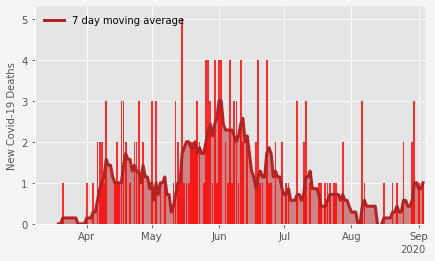 7 day moving average
New Covid-19 Deaths
5
4
3
2
1
0
Apr
May
Jun
Jul
Aug
Sep
2020